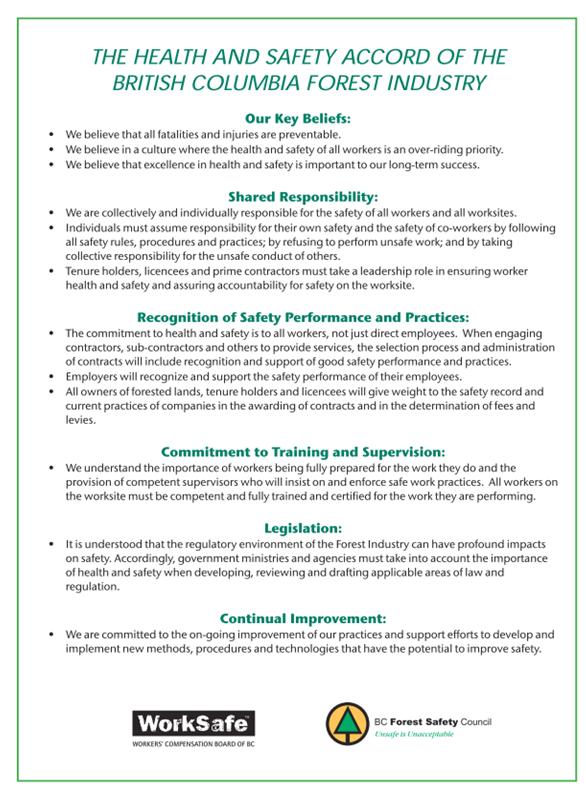 THE HEALTH AND SAFETY ACCORD OF THE
BRITISH COLUMBIA FOREST INDUSTRY
Our Key Beliefs:
• We believe that all fatalities and injuries are preventable.
• We believe in a culture where the health and safety of all workers is an over-riding priority.
• We believe that excellence in health and safety is important to our long-term success.
Shared Responsibility:
• We are collectively and individually responsible for the safety of all workers and all worksites.
• Individuals must assume responsibility for their own safety and the safety of co-workers by following
all safety rules, procedures and practices; by refusing to perform unsafe work; and by taking
collective responsibility for the unsafe conduct of others.
• Tenure holders, licencees and prime contractors must take a leadership role in ensuring worker
health and safety and assuring accountability for safety on the worksite.
Recognition of Safety Performance and Practices:
• The commitment to health and safety is to all workers, not just direct employees. When engaging
contractors, sub-contractors and others to provide services, the selection process and administration
of contracts will include recognition and support of good safety performance and practices.
• Employers will recognize and support the safety performance of their employees.
• All owners of forested lands, tenure holders and licencees will give weight to the safety record and
current practices of companies in the awarding of contracts and in the determination of fees and
levies.
Commitment to Training and Supervision:
• We understand the importance of workers being fully prepared for the work they do and the
provision of competent supervisors who will insist on and enforce safe work practices. All workers on
the worksite must be competent and fully trained and certified for the work they are performing.
Legislation:
• It is understood that the regulatory environment of the Forest Industry can have profound impacts
on safety. Accordingly, government ministries and agencies must take into account the importance
of health and safety when developing, reviewing and drafting applicable areas of law and
regulation.
Continual Improvement:
• We are committed to the on-going improvement of our practices and support efforts to develop and
implement new methods, procedures and technologies that have the potential to improve safety.
WorkSafe™
WORKERS' COMPENSATION BOARD OF BC
BC Forest Safety Council
Unsafe is Unacceptable